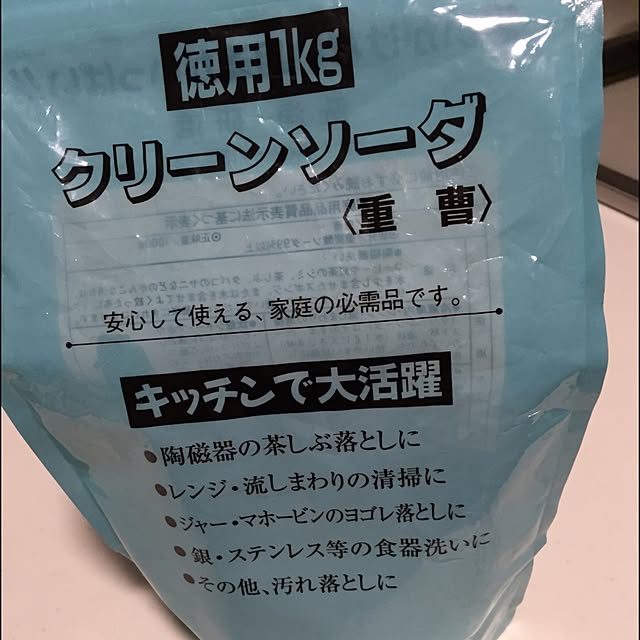 徳用1kg
クリーンソーダ
〈重曹〉
安心して使える、家庭の必需品です。
キッチンで大活躍
●陶磁器の茶しぶ落としに
●レンジ・流しまわりの清掃に
●ジャー・マホービンのヨゴレ落としに
●銀・ステンレス等の食器洗いに
●その他、汚れ落としに